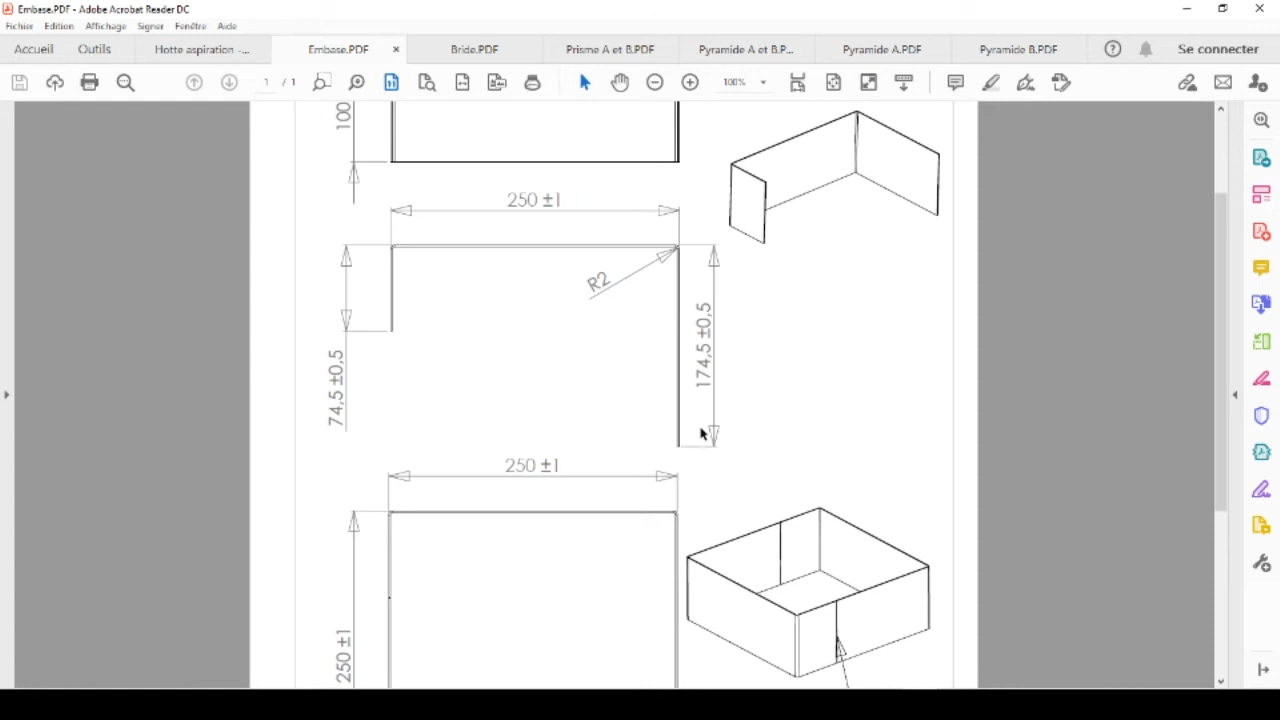 Embase.PDF - Adobe Acrobat Reader DC
Fichier Edition Affichage Signer Fenêtre Aide
Accueil Outils Hotte aspiration -... Embase.PDF × Bride.PDF Prisme A et B.PDF Pyramide A et B.P... Pyramide A.PDF Pyramide B.PDF Se connecter
1 / 1 100%
100
250 ±1
R2
74,5 ±0,5
174,5 ±0,5
250 ±1
250 ±1